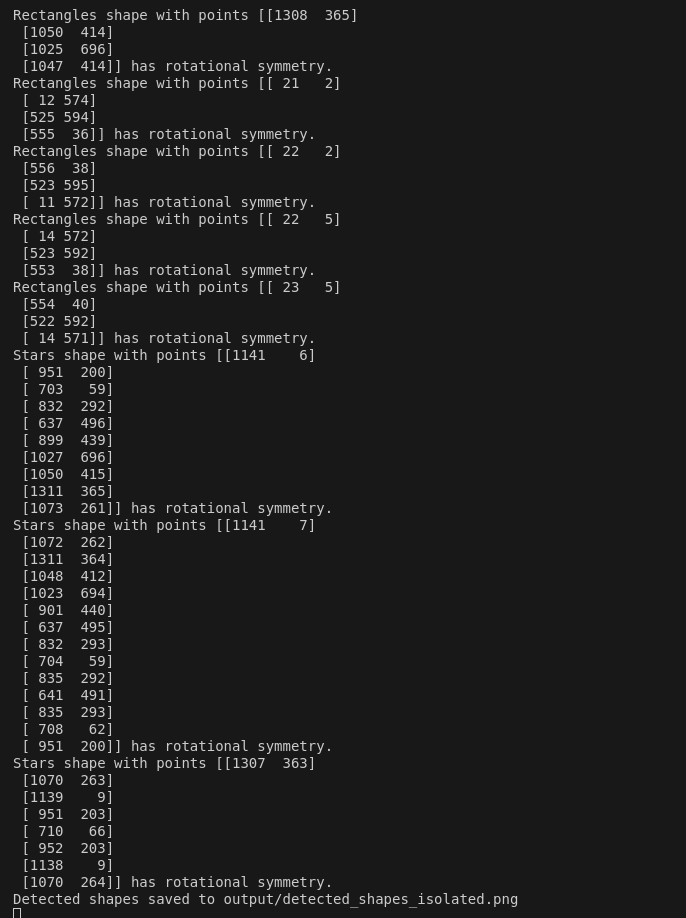 Rectangles shape with points [[1308  365]
 [1050  414]
 [1025  696]
 [1047  414]] has rotational symmetry.
Rectangles shape with points [[ 21   2]
 [ 12 574]
 [525 594]
 [555  36]] has rotational symmetry.
Rectangles shape with points [[ 22   2]
 [556  38]
 [523 595]
 [ 11 572]] has rotational symmetry.
Rectangles shape with points [[ 22   5]
 [ 14 572]
 [523 592]
 [553  38]] has rotational symmetry.
Rectangles shape with points [[ 23   5]
 [554  40]
 [522 592]
 [ 14 571]] has rotational symmetry.
Stars shape with points [[1141    6]
 [ 951  200]
 [ 703   59]
 [ 832  292]
 [ 637  496]
 [ 899  439]
 [1027  696]
 [1050  415]
 [1311  365]
 [1073  261]] has rotational symmetry.
Stars shape with points [[1141    7]
 [1072  262]
 [1311  364]
 [1048  412]
 [1023  694]
 [ 901  440]
 [ 637  495]
 [ 832  293]
 [ 704   59]
 [ 835  292]
 [ 641  491]
 [ 835  293]
 [ 708   62]
 [ 951  200]] has rotational symmetry.
Stars shape with points [[1307  363]
 [1070  263]
 [1139    9]
 [ 951  203]
 [ 710   66]
 [ 952  203]
 [1138    9]
 [1070  264]] has rotational symmetry.
Detected shapes saved to output/detected_shapes_isolated.png